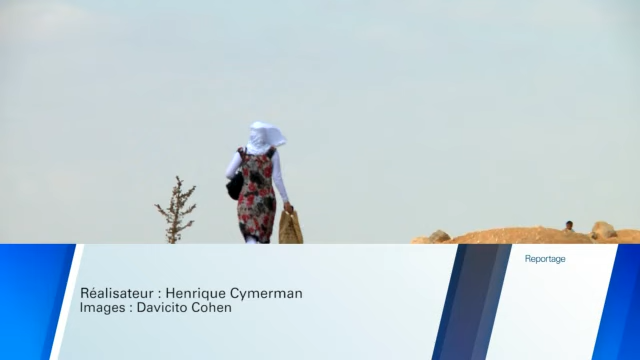 Reportage
Réalisateur : Henrique Cymerman
Images : Davicito Cohen